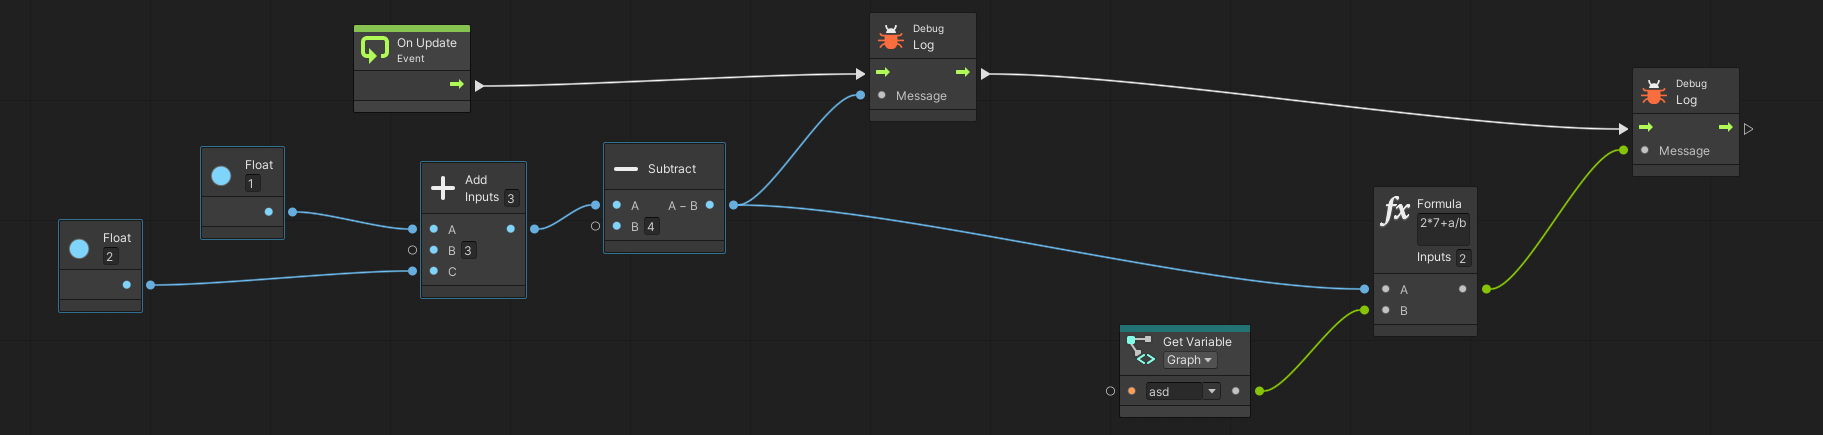 On Update
Event
Debug
Log
Message
Debug
Log
Message
Float
1
Float
2
Add
Inputs 3
A
B 3
C
Subtract
A A − B
B 4
Formula
2*7+a/b
Inputs 2
A
B
Get Variable
Graph
asd